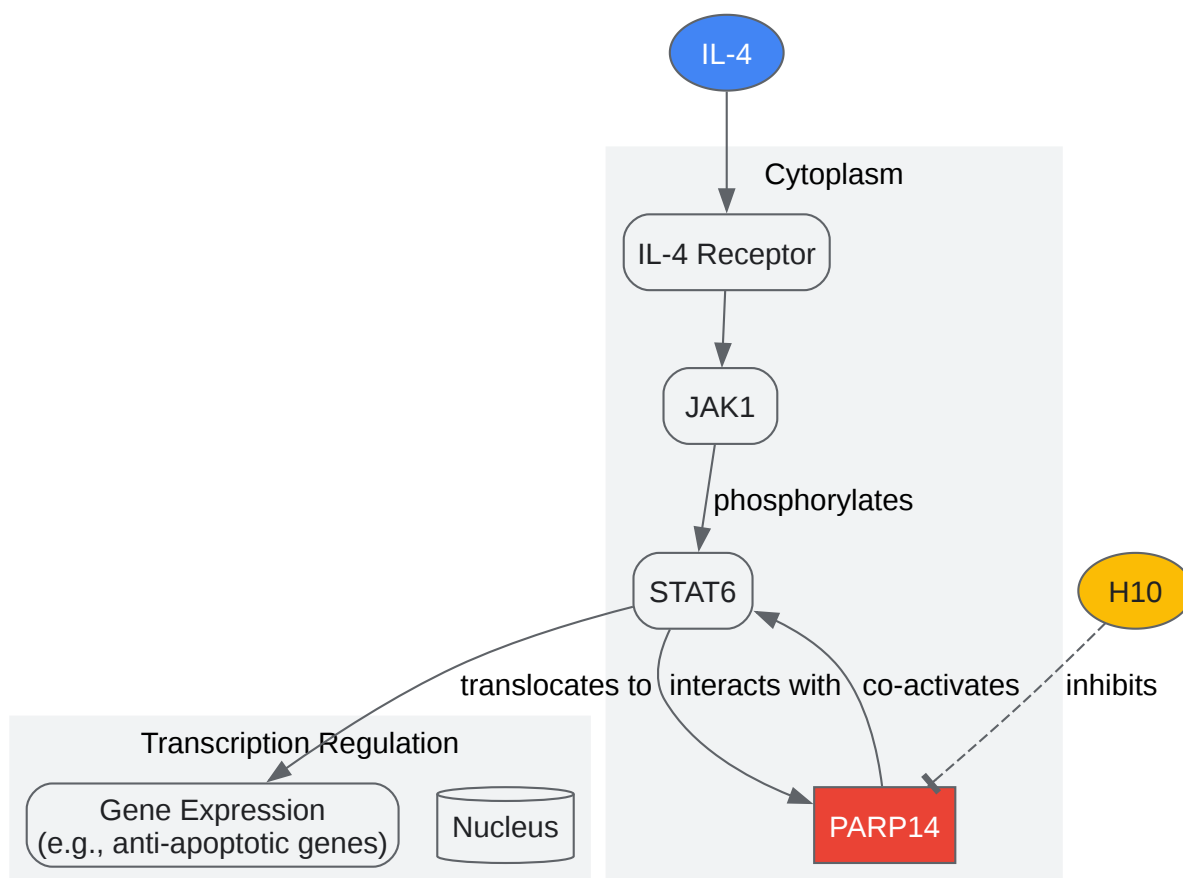 IL-4
Cytoplasm
IL-4 Receptor
JAK1
phosphorylates
STAT6
H10
translocates to
interacts with
co-activates
inhibits
Transcription Regulation
Gene Expression
(e.g., anti-apoptotic genes)
Nucleus
PARP14